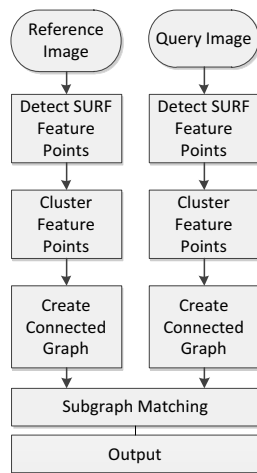 Reference
Image
Query Image
Detect SURF
Feature
Points
Detect SURF
Feature
Points
Cluster
Feature
Points
Cluster
Feature
Points
Create
Connected
Graph
Create
Connected
Graph
Subgraph Matching
Output